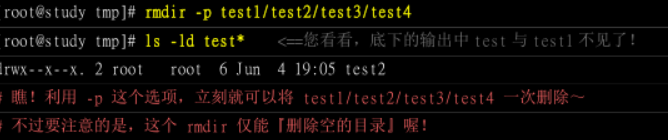 [root@study tmp]# rmdir -p test1/test2/test3/test4
[root@study tmp]# ls -ld test* <==您看看，底下的输出中 test 与 test1 不见了！
drwx--x--x. 2 root root 6 Jun 4 19:05 test2
# 瞧！利用 -p 这个选项，立刻就可以将 test1/test2/test3/test4 一次删除～
# 不过要注意的是，这个 rmdir 仅能『删除空的目录』喔！